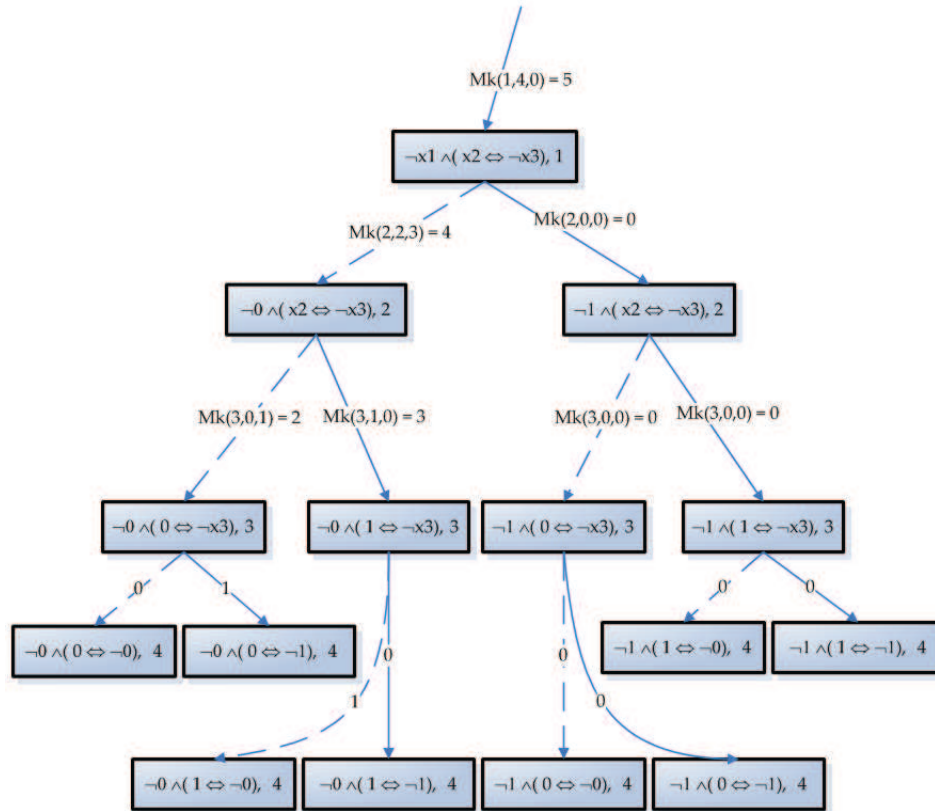 Mk(1,4,0) = 5
¬x1 ∧( x2 ⇔ ¬x3), 1
Mk(2,2,3) = 4
Mk(2,0,0) = 0
¬0 ∧( x2 ⇔ ¬x3), 2
¬1 ∧( x2 ⇔ ¬x3), 2
Mk(3,0,1) = 2
Mk(3,1,0) = 3
Mk(3,0,0) = 0
Mk(3,0,0) = 0
¬0 ∧( 0 ⇔ ¬x3), 3
¬0 ∧( 1 ⇔ ¬x3), 3
¬1 ∧( 0 ⇔ ¬x3), 3
¬1 ∧( 1 ⇔ ¬x3), 3
0
1
0
0
¬0 ∧( 0 ⇔ ¬0), 4
¬0 ∧( 0 ⇔ ¬1), 4
¬1 ∧( 1 ⇔ ¬0), 4
¬1 ∧( 1 ⇔ ¬1), 4
1
0
0
0
¬0 ∧( 1 ⇔ ¬0), 4
¬0 ∧( 1 ⇔ ¬1), 4
¬1 ∧( 0 ⇔ ¬0), 4
¬1 ∧( 0 ⇔ ¬1), 4